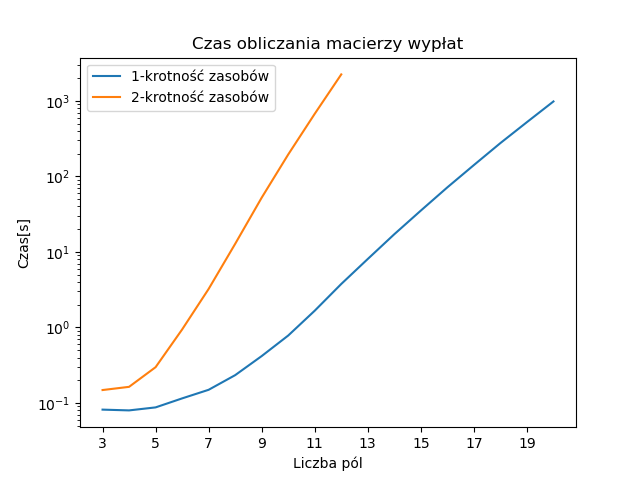 Czas obliczania macierzy wypłat
1-krotność zasobów
2-krotność zasobów
10³
10²
10¹
10⁰
10⁻¹
Czas[s]
3 5 7 9 11 13 15 17 19
Liczba pól